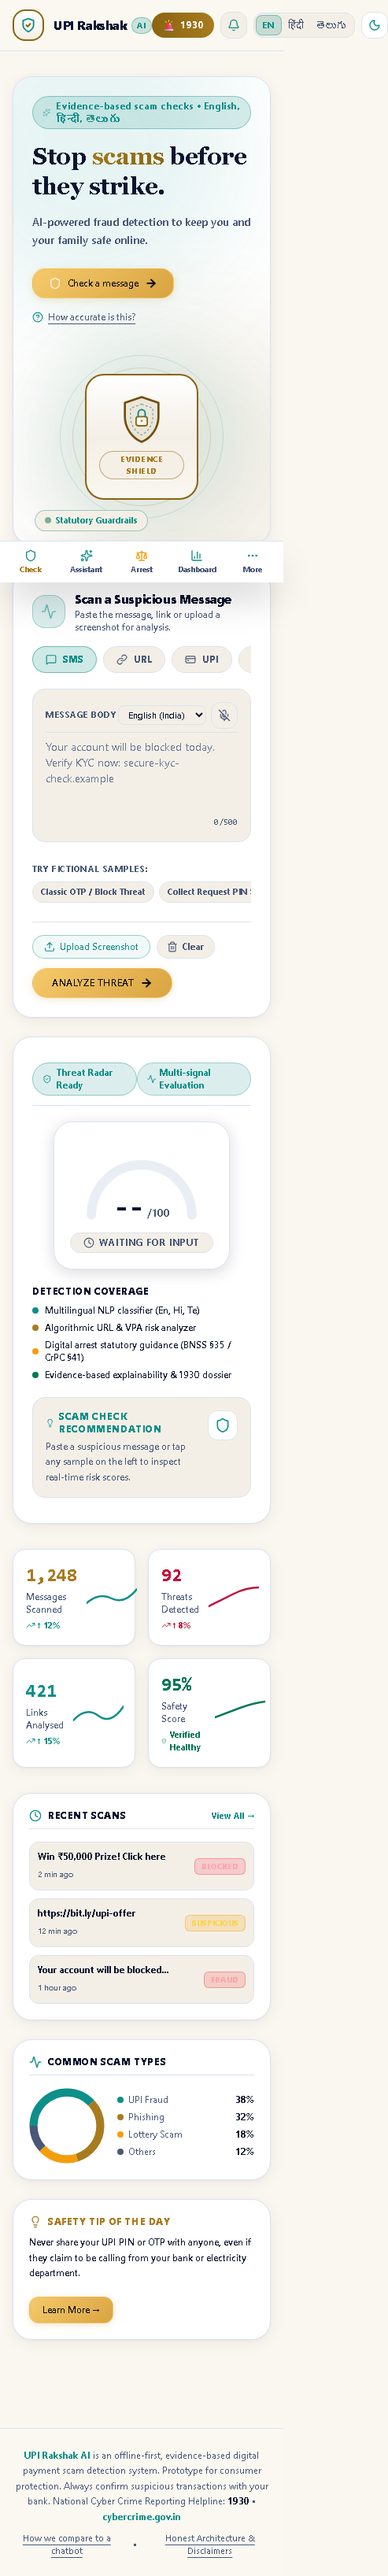 UPI Rakshak AI 🚨 1930 EN हिंदी తెలుగు
Evidence-based scam checks • English,
हिन्दी, తెలుగు
Stop scams before
they strike.
AI-powered fraud detection to keep you and
your family safe online.
Check a message →
How accurate is this?
EVIDENCE
SHIELD
Statutory Guardrails
Check Assistant Arrest Dashboard More
Scan a Suspicious Message
Paste the message, link or upload a
screenshot for analysis.
SMS URL UPI
MESSAGE BODY English (India)
Your account will be blocked today.
Verify KYC now: secure-kyc-
check.example
0/500
TRY FICTIONAL SAMPLES:
Classic OTP / Block Threat Collect Request PIN
Upload Screenshot Clear
ANALYZE THREAT →
Threat Radar
Ready
Multi-signal
Evaluation
-- /100
WAITING FOR INPUT
DETECTION COVERAGE
Multilingual NLP classifier (En, Hi, Te)
Algorithmic URL & VPA risk analyzer
Digital arrest statutory guidance (BNSS §35 /
CrPC §41)
Evidence-based explainability & 1930 dossier
SCAM CHECK
RECOMMENDATION
Paste a suspicious message or tap
any sample on the left to inspect
real-time risk scores.
1,248
Messages
Scanned
↑ 12%
92
Threats
Detected
↑ 8%
421
Links
Analysed
↑ 15%
95%
Safety
Score
Verified
Healthy
RECENT SCANS View All →
Win ₹50,000 Prize! Click here
2 min ago
BLOCKED
https://bit.ly/upi-offer
12 min ago
SUSPICIOUS
Your account will be blocked...
1 hour ago
FRAUD
COMMON SCAM TYPES
UPI Fraud 38%
Phishing 32%
Lottery Scam 18%
Others 12%
SAFETY TIP OF THE DAY
Never share your UPI PIN or OTP with anyone, even if
they claim to be calling from your bank or electricity
department.
Learn More →
UPI Rakshak AI is an offline-first, evidence-based digital
payment scam detection system. Prototype for consumer
protection. Always confirm suspicious transactions with your
bank. National Cyber Crime Reporting Helpline: 1930 •
cybercrime.gov.in
How we compare to a
chatbot
•
Honest Architecture &
Disclaimers